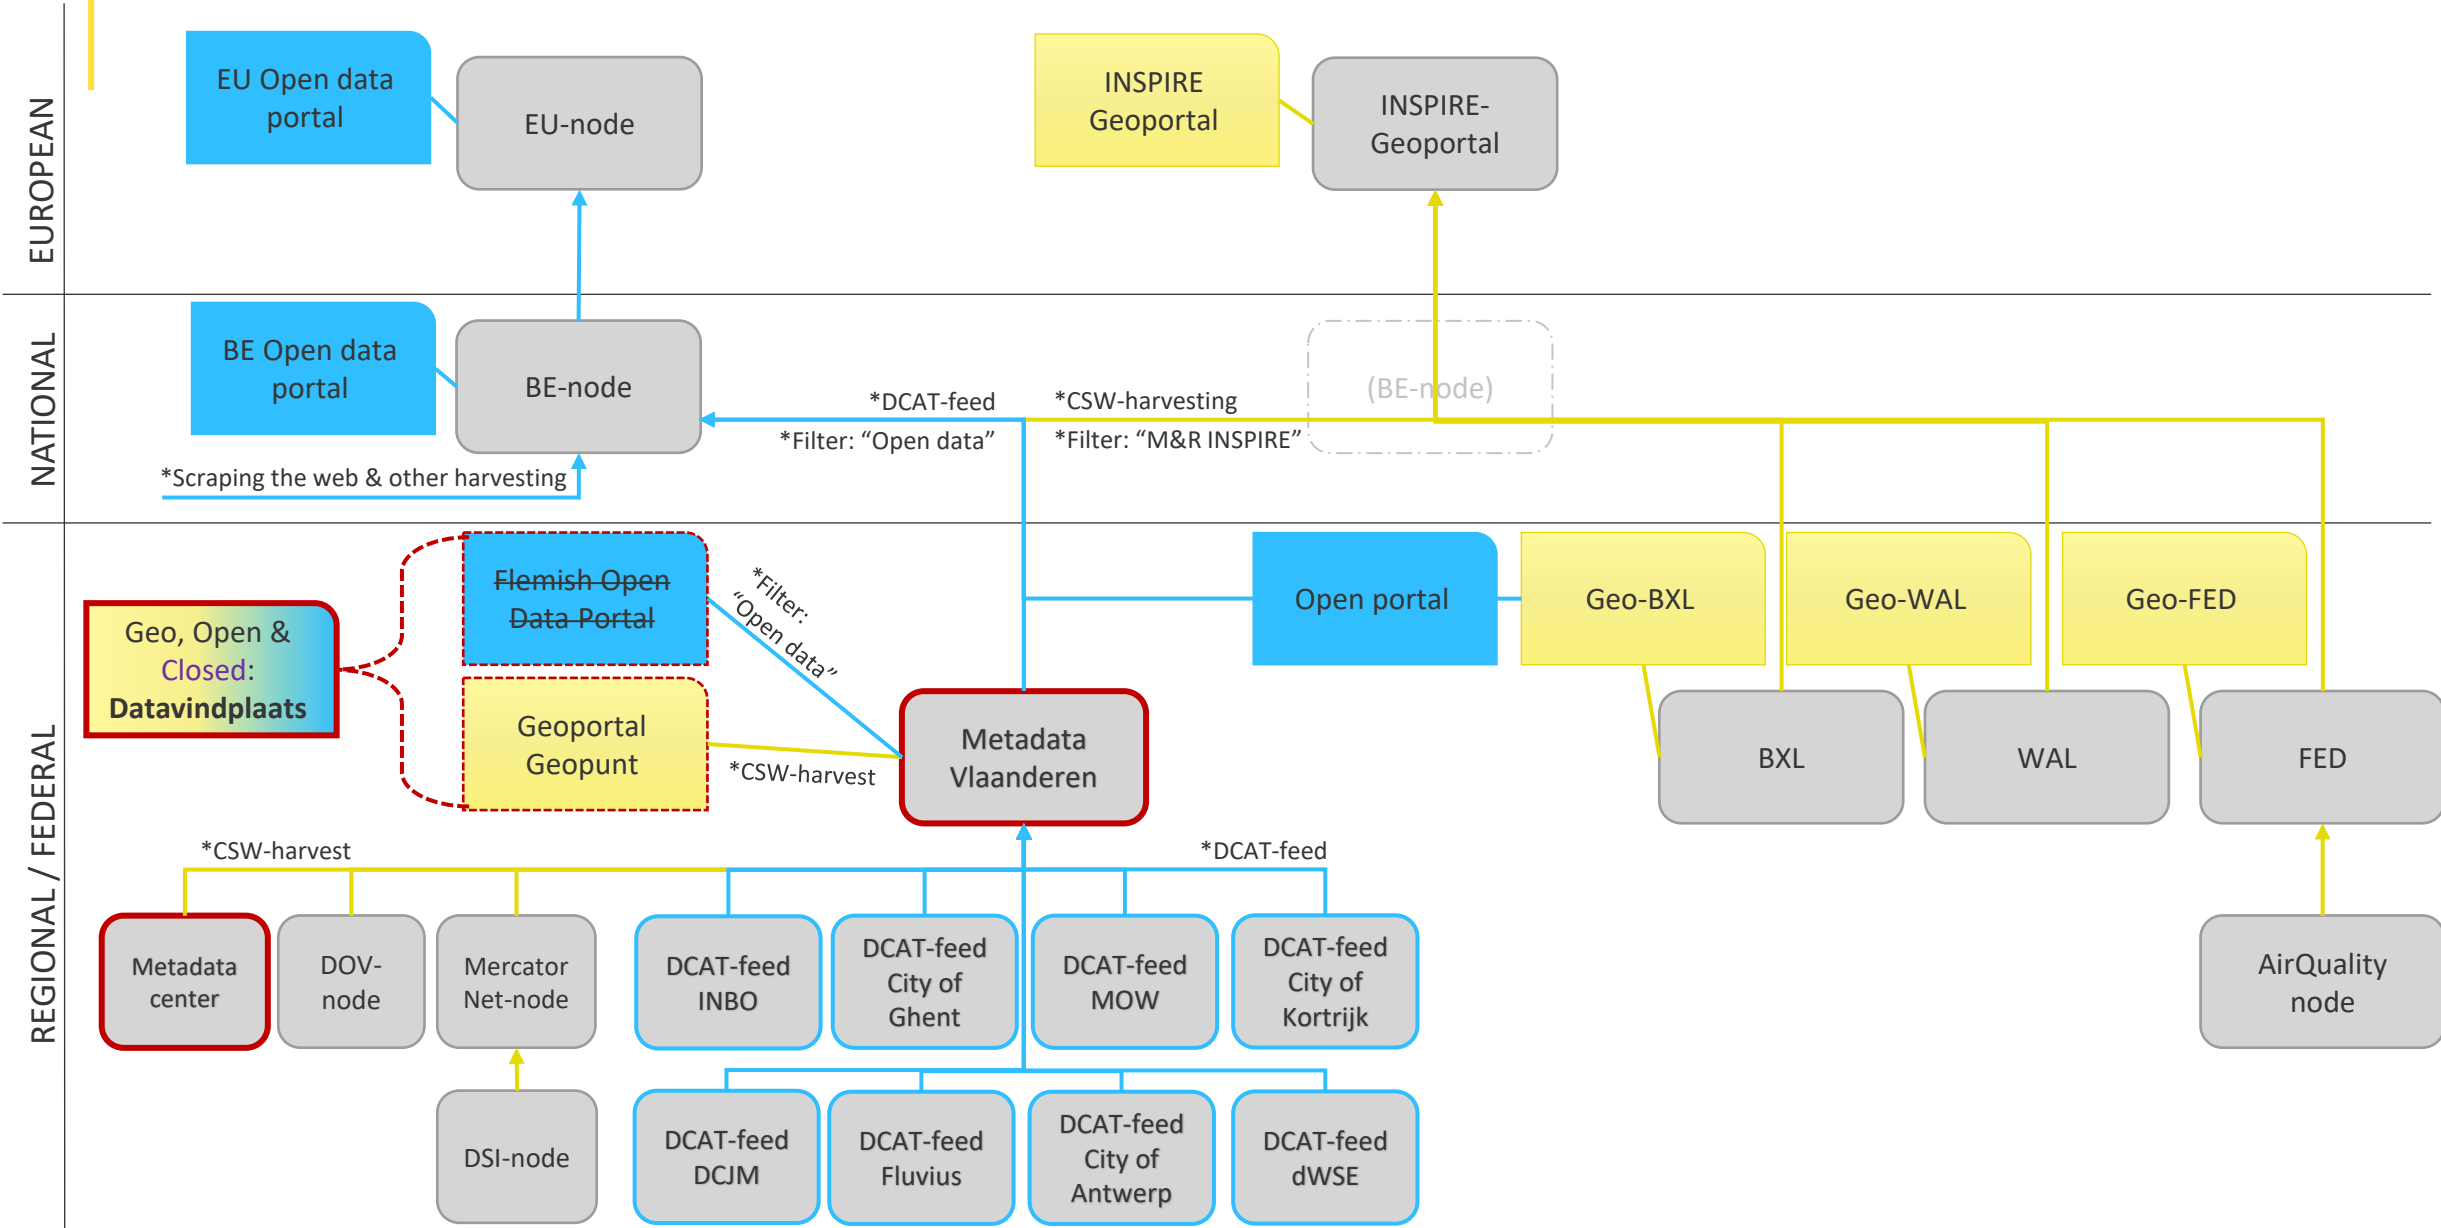 EUROPEAN
EU Open data
portal
EU-node
INSPIRE
Geoportal
INSPIRE-
Geoportal
NATIONAL
BE Open data
portal
BE-node
*DCAT-feed
*Filter: “Open data”
*CSW-harvesting
*Filter: “M&R INSPIRE”
(BE-node)
*Scraping the web & other harvesting
REGIONAL / FEDERAL
Geo, Open &
Closed:
Datavindplaats
Flemish Open
Data Portal
Geoportal
Geopunt
*Filter:
“Open data”
*CSW-harvest
Metadata
Vlaanderen
Open portal
Geo-BXL
Geo-WAL
Geo-FED
BXL
WAL
FED
*CSW-harvest
*DCAT-feed
Metadata
center
DOV-
node
Mercator
Net-node
DCAT-feed
INBO
DCAT-feed
City of
Ghent
DCAT-feed
MOW
DCAT-feed
City of
Kortrijk
AirQuality
node
DSI-node
DCAT-feed
DCJM
DCAT-feed
Fluvius
DCAT-feed
City of
Antwerp
DCAT-feed
dWSE